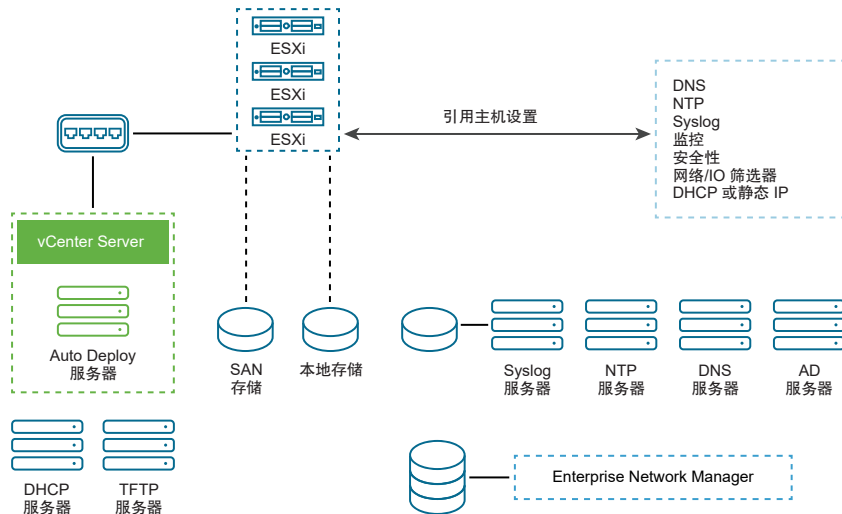 ESXi
ESXi
ESXi
引用主机设置
DNS
NTP
Syslog
监控
安全性
网络/IO 筛选器
DHCP 或静态 IP
vCenter Server
Auto Deploy
服务器
SAN
存储
本地存储
Syslog
服务器
NTP
服务器
DNS
服务器
AD
服务器
DHCP
服务器
TFTP
服务器
Enterprise Network Manager